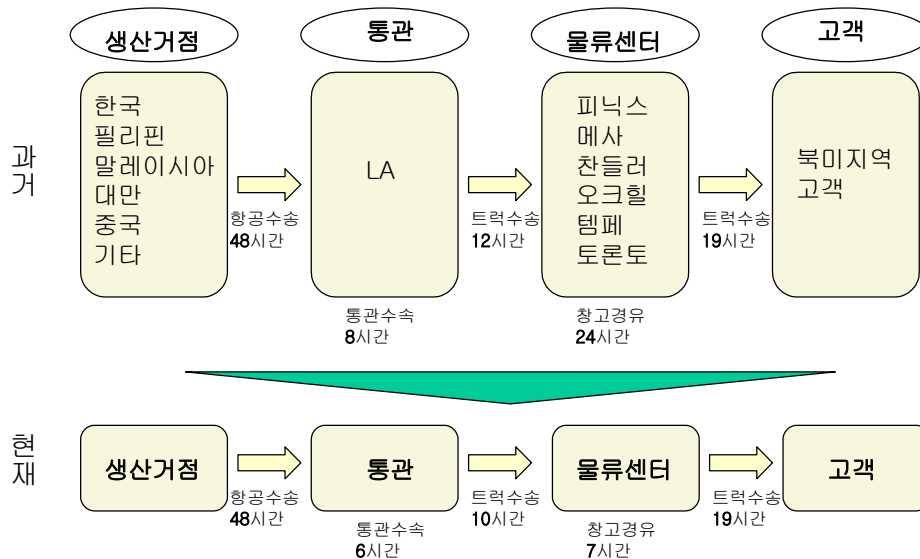 생산거점
통관
물류센터
고객
과거
한국
필리핀
말레이시아
대만
중국
기타
항공수송
48시간
LA
통관수속
8시간
트럭수송
12시간
피닉스
메사
찬들러
오크힐
템페
토론토
창고경유
24시간
트럭수송
19시간
북미지역
고객
현재
생산거점
항공수송
48시간
통관
통관수속
6시간
트럭수송
10시간
물류센터
창고경유
7시간
트럭수송
19시간
고객